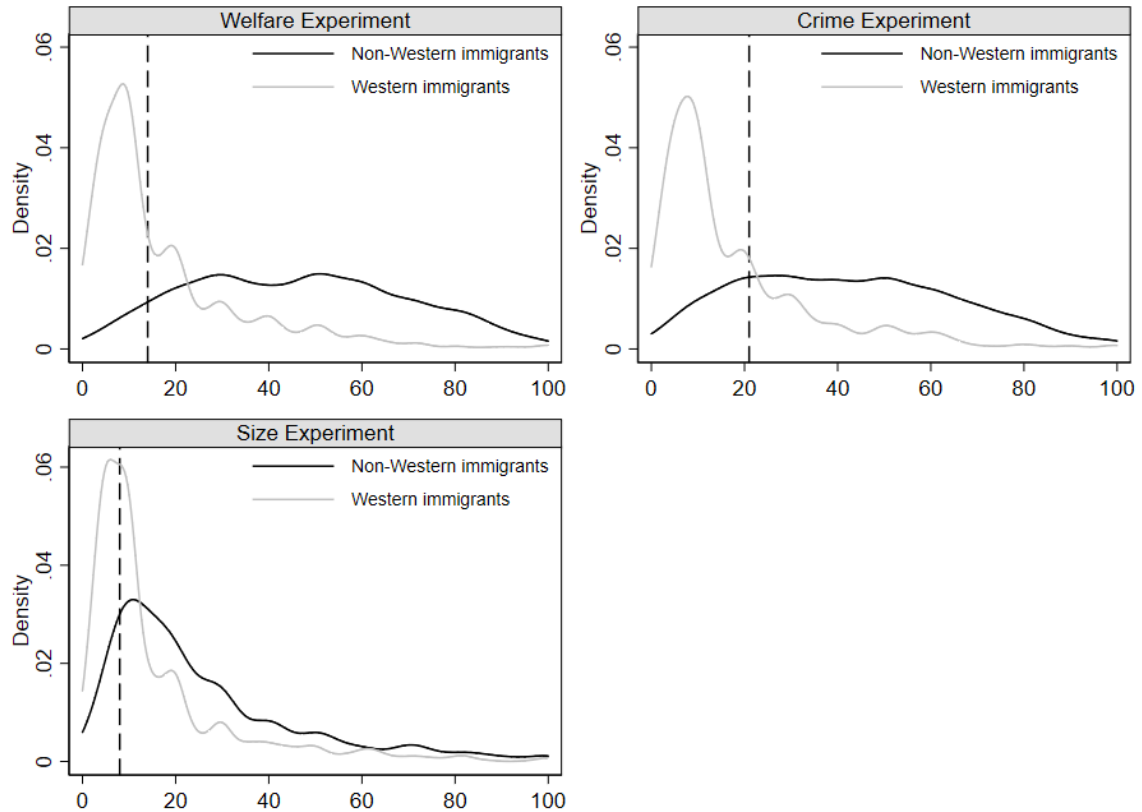 Welfare Experiment
Non-Western immigrants
Western immigrants
Density
0 .02 .04 .06
0 20 40 60 80 100
Crime Experiment
Non-Western immigrants
Western immigrants
Density
0 .02 .04 .06
0 20 40 60 80 100
Size Experiment
Non-Western immigrants
Western immigrants
Density
0 .02 .04 .06
0 20 40 60 80 100